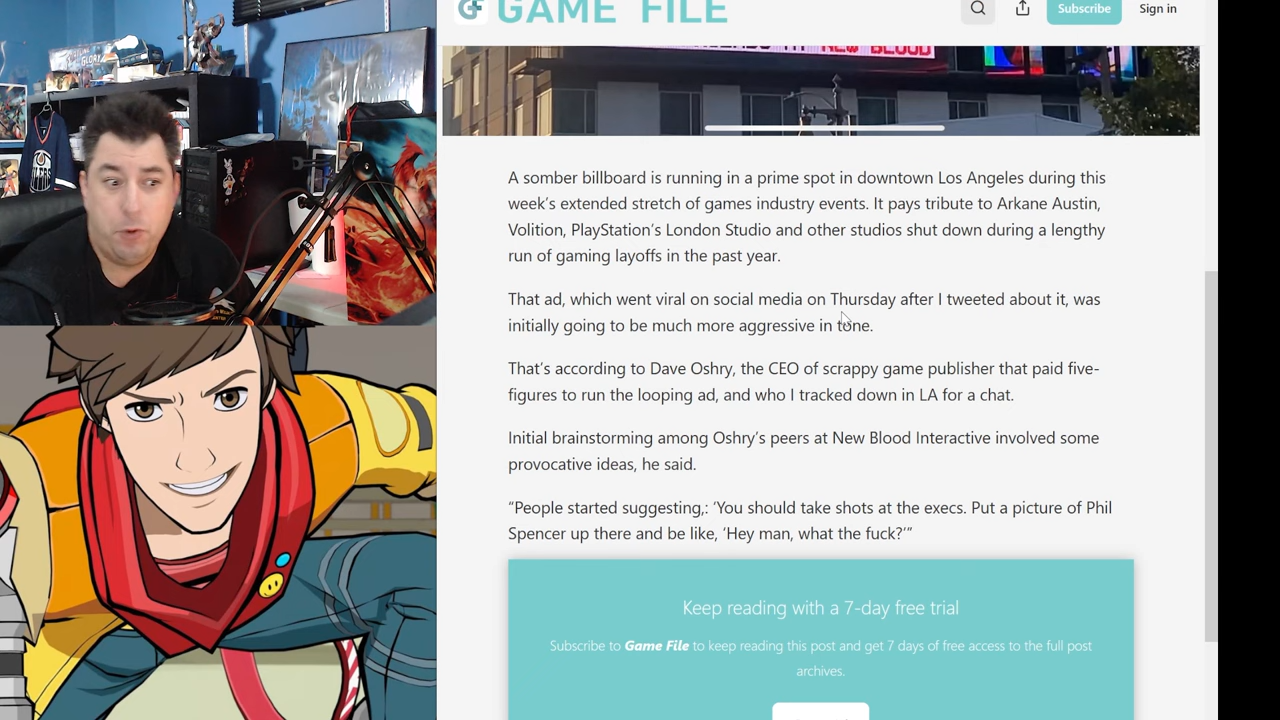 GAME FILE
Subscribe
Sign in
NEW BLOOD
GLORY
OILERS
A somber billboard is running in a prime spot in downtown Los Angeles during this
week's extended stretch of games industry events. It pays tribute to Arkane Austin,
Volition, PlayStation's London Studio and other studios shut down during a lengthy
run of gaming layoffs in the past year.
That ad, which went viral on social media on Thursday after I tweeted about it, was
initially going to be much more aggressive in tone.
That's according to Dave Oshry, the CEO of scrappy game publisher that paid five-
figures to run the looping ad, and who I tracked down in LA for a chat.
Initial brainstorming among Oshry's peers at New Blood Interactive involved some
provocative ideas, he said.
“People started suggesting,: ‘You should take shots at the execs. Put a picture of Phil
Spencer up there and be like, ‘Hey man, what the fuck?’”
Keep reading with a 7-day free trial
Subscribe to Game File to keep reading this post and get 7 days of free access to the full post
archives.